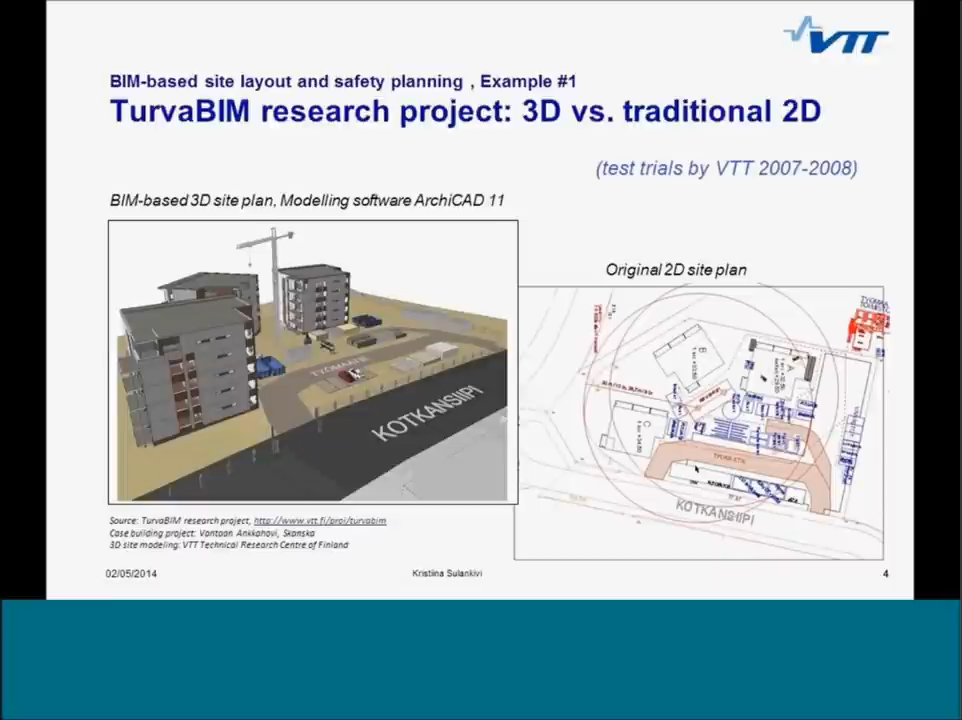 VTT
BIM-based site layout and safety planning , Example #1
TurvaBIM research project: 3D vs. traditional 2D
(test trials by VTT 2007-2008)
BIM-based 3D site plan, Modelling software ArchiCAD 11
Original 2D site plan
TYÖMAATIE
KOTKANSIIPI
B
A
C
KOTKANSIIPI
Source: TurvaBIM research project, http://www.vtt.fi/proj/turvabim
Case building project: Vantaan Ankkahovi, Skanska
3D site modeling: VTT Technical Research Centre of Finland
02/05/2014
Kristiina Sulankivi
4